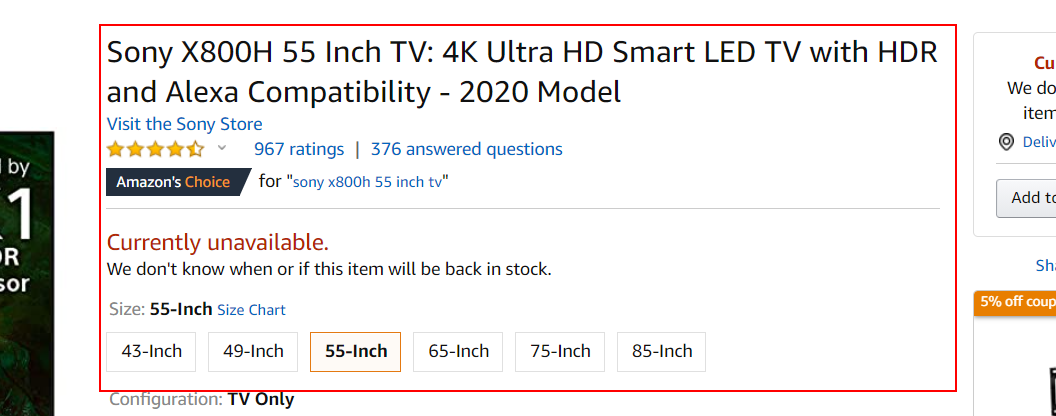 Sony X800H 55 Inch TV: 4K Ultra HD Smart LED TV with HDR
and Alexa Compatibility - 2020 Model
Visit the Sony Store
967 ratings | 376 answered questions
Amazon's Choice for "sony x800h 55 inch tv"
Currently unavailable.
We don't know when or if this item will be back in stock.
Size: 55-Inch Size Chart
43-Inch 49-Inch 55-Inch 65-Inch 75-Inch 85-Inch
Configuration: TV Only
d by
1
OR
sor
Cu
We do
item
Deliv
Add to
Sha
5% off coup